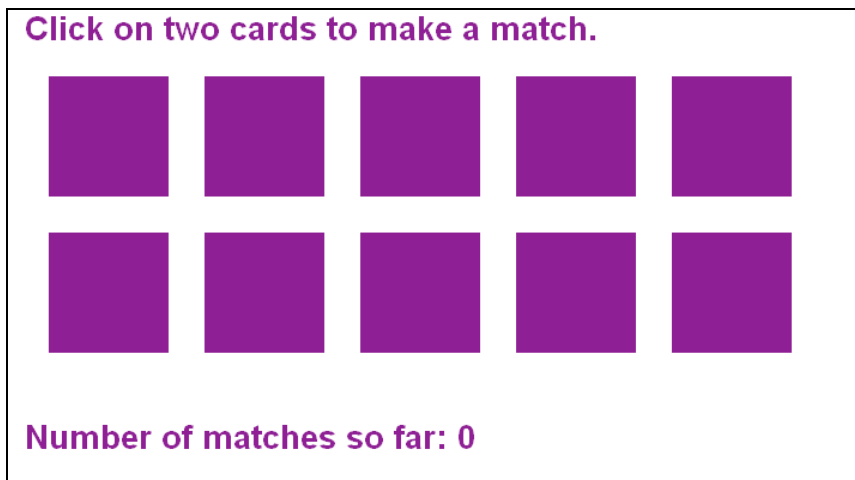 Click on two cards to make a match.
Number of matches so far: 0